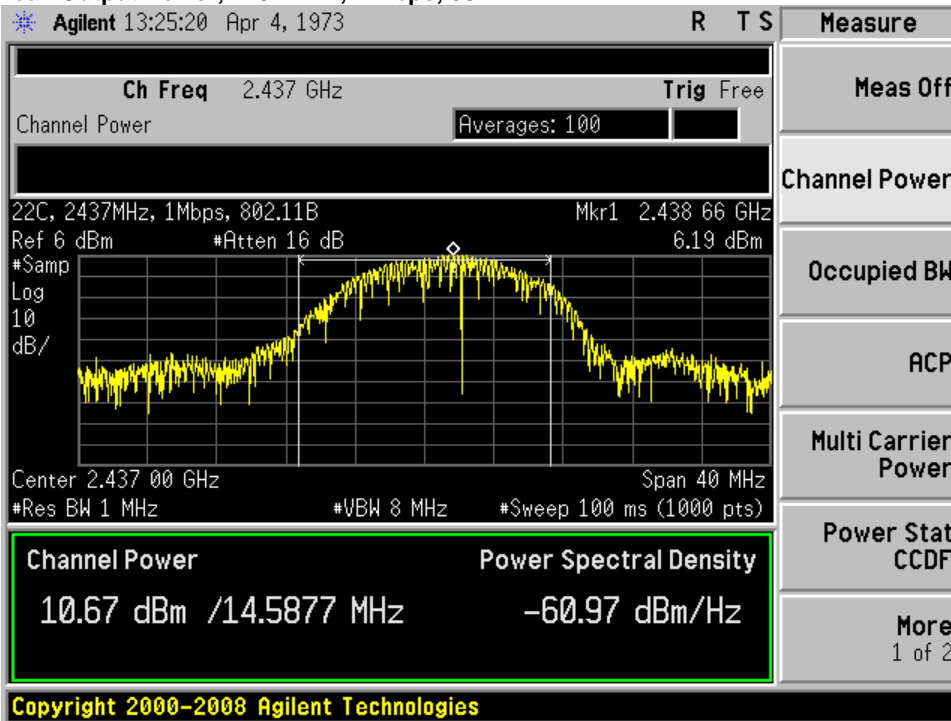 Agilent 13:25:20 Apr 4, 1973 R T S
Measure
Ch Freq 2.437 GHz Trig Free
Channel Power Averages: 100
22C, 2437MHz, 1Mbps, 802.11B Mkr1 2.438 66 GHz
Ref 6 dBm #Atten 16 dB 6.19 dBm
#Samp
Log
10
dB/
Center 2.437 00 GHz Span 40 MHz
#Res BW 1 MHz #VBW 8 MHz #Sweep 100 ms (1000 pts)
Channel Power Power Spectral Density
10.67 dBm /14.5877 MHz -60.97 dBm/Hz
Meas Off
Channel Power
Occupied BW
ACP
Multi Carrier
Power
Power Stat
CCDF
More
1 of 2
Copyright 2000-2008 Agilent Technologies